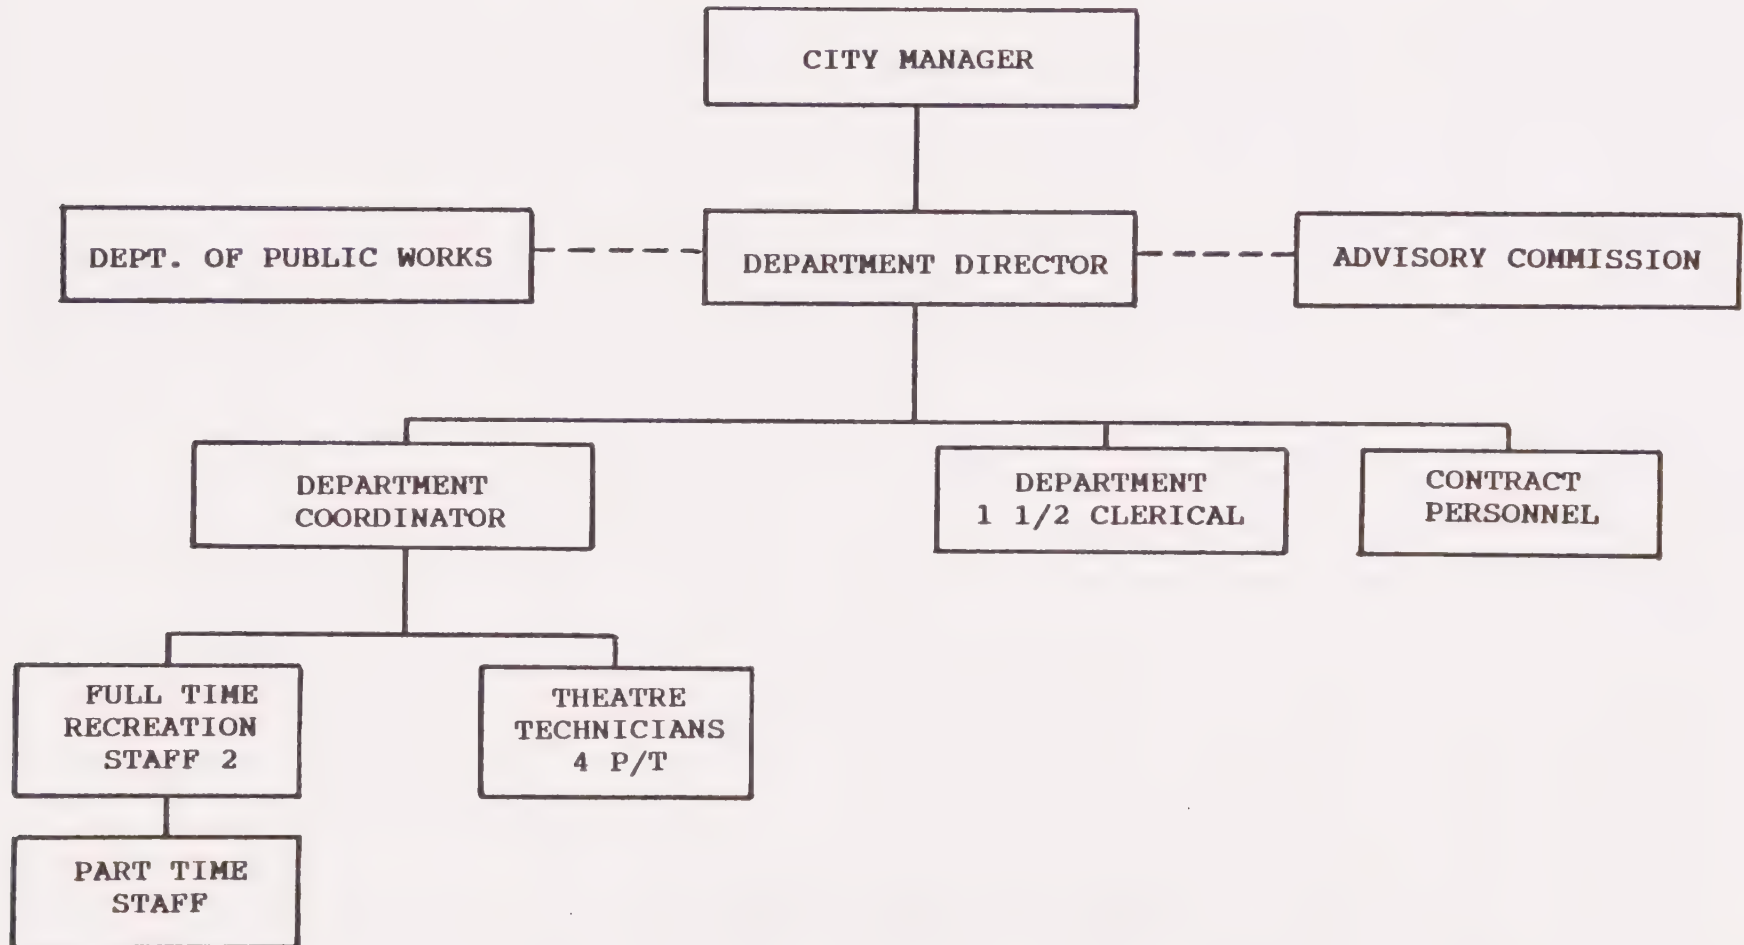 CITY MANAGER
DEPT. OF PUBLIC WORKS
DEPARTMENT DIRECTOR
ADVISORY COMMISSION
DEPARTMENT
COORDINATOR
DEPARTMENT
1 1/2 CLERICAL
CONTRACT
PERSONNEL
FULL TIME
RECREATION
STAFF 2
THEATRE
TECHNICIANS
4 P/T
PART TIME
STAFF